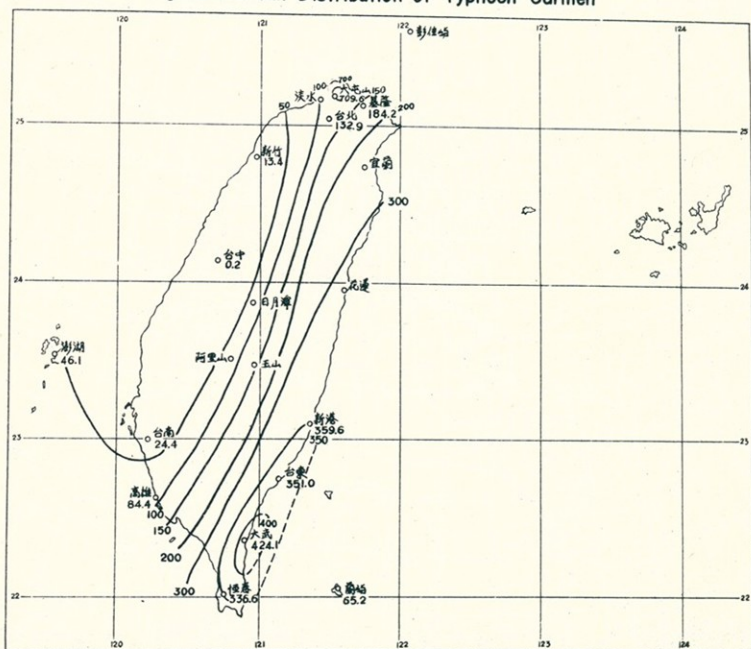 Distribution of Typhoon Carmen
120 121 122 123 124
彭佳嶼
100 200
大屯山 150
709.6
淡水
基隆 200
184.2
50
台北
132.9
25 25
新竹
13.4
宜蘭
300
台中
0.2
24 24
花蓮
日月潭
澎湖
46.1
阿里山
玉山
新港
359.6
350
台南
24.4
23 23
台東
351.0
高雄
84.4
100
150
400
大武
424.1
200
300
恆春
336.6
蘭嶼
65.2
22 22
120 121 122 123 124